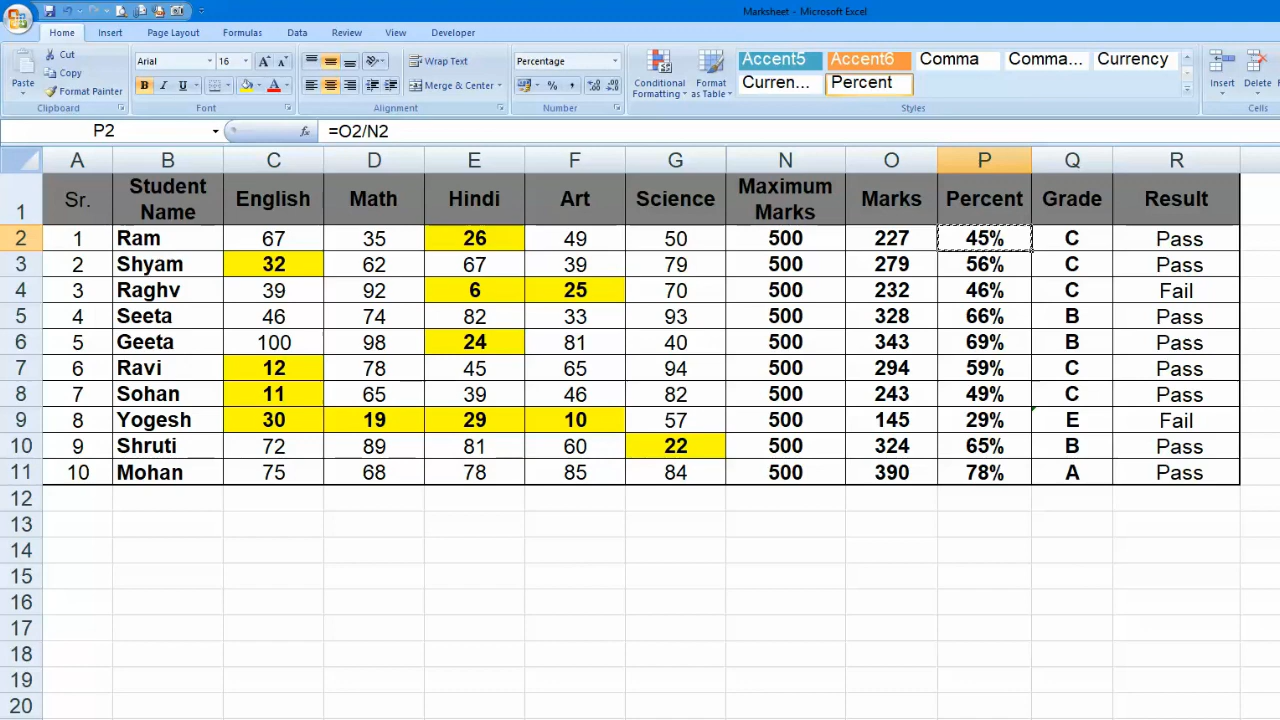 Marksheet - Microsoft Excel
Home Insert Page Layout Formulas Data Review View Developer
Paste Cut Copy Format Painter Clipboard
Arial 16 A A B I U A Font
Wrap Text Merge & Center Alignment
Percentage % , Number
Conditional Formatting Format as Table
Accent5 Accent6 Comma Comma... Currency
Curren... Percent Styles
Insert Delete Cells
P2 fx =O2/N2
A B C D E F G N O P Q R
1 Sr. Student Name English Math Hindi Art Science Maximum Marks Marks Percent Grade Result
2 1 Ram 67 35 26 49 50 500 227 45% C Pass
3 2 Shyam 32 62 67 39 79 500 279 56% C Pass
4 3 Raghv 39 92 6 25 70 500 232 46% C Fail
5 4 Seeta 46 74 82 33 93 500 328 66% B Pass
6 5 Geeta 100 98 24 81 40 500 343 69% B Pass
7 6 Ravi 12 78 45 65 94 500 294 59% C Pass
8 7 Sohan 11 65 39 46 82 500 243 49% C Pass
9 8 Yogesh 30 19 29 10 57 500 145 29% E Fail
10 9 Shruti 72 89 81 60 22 500 324 65% B Pass
11 10 Mohan 75 68 78 85 84 500 390 78% A Pass
12
13
14
15
16
17
18
19
20